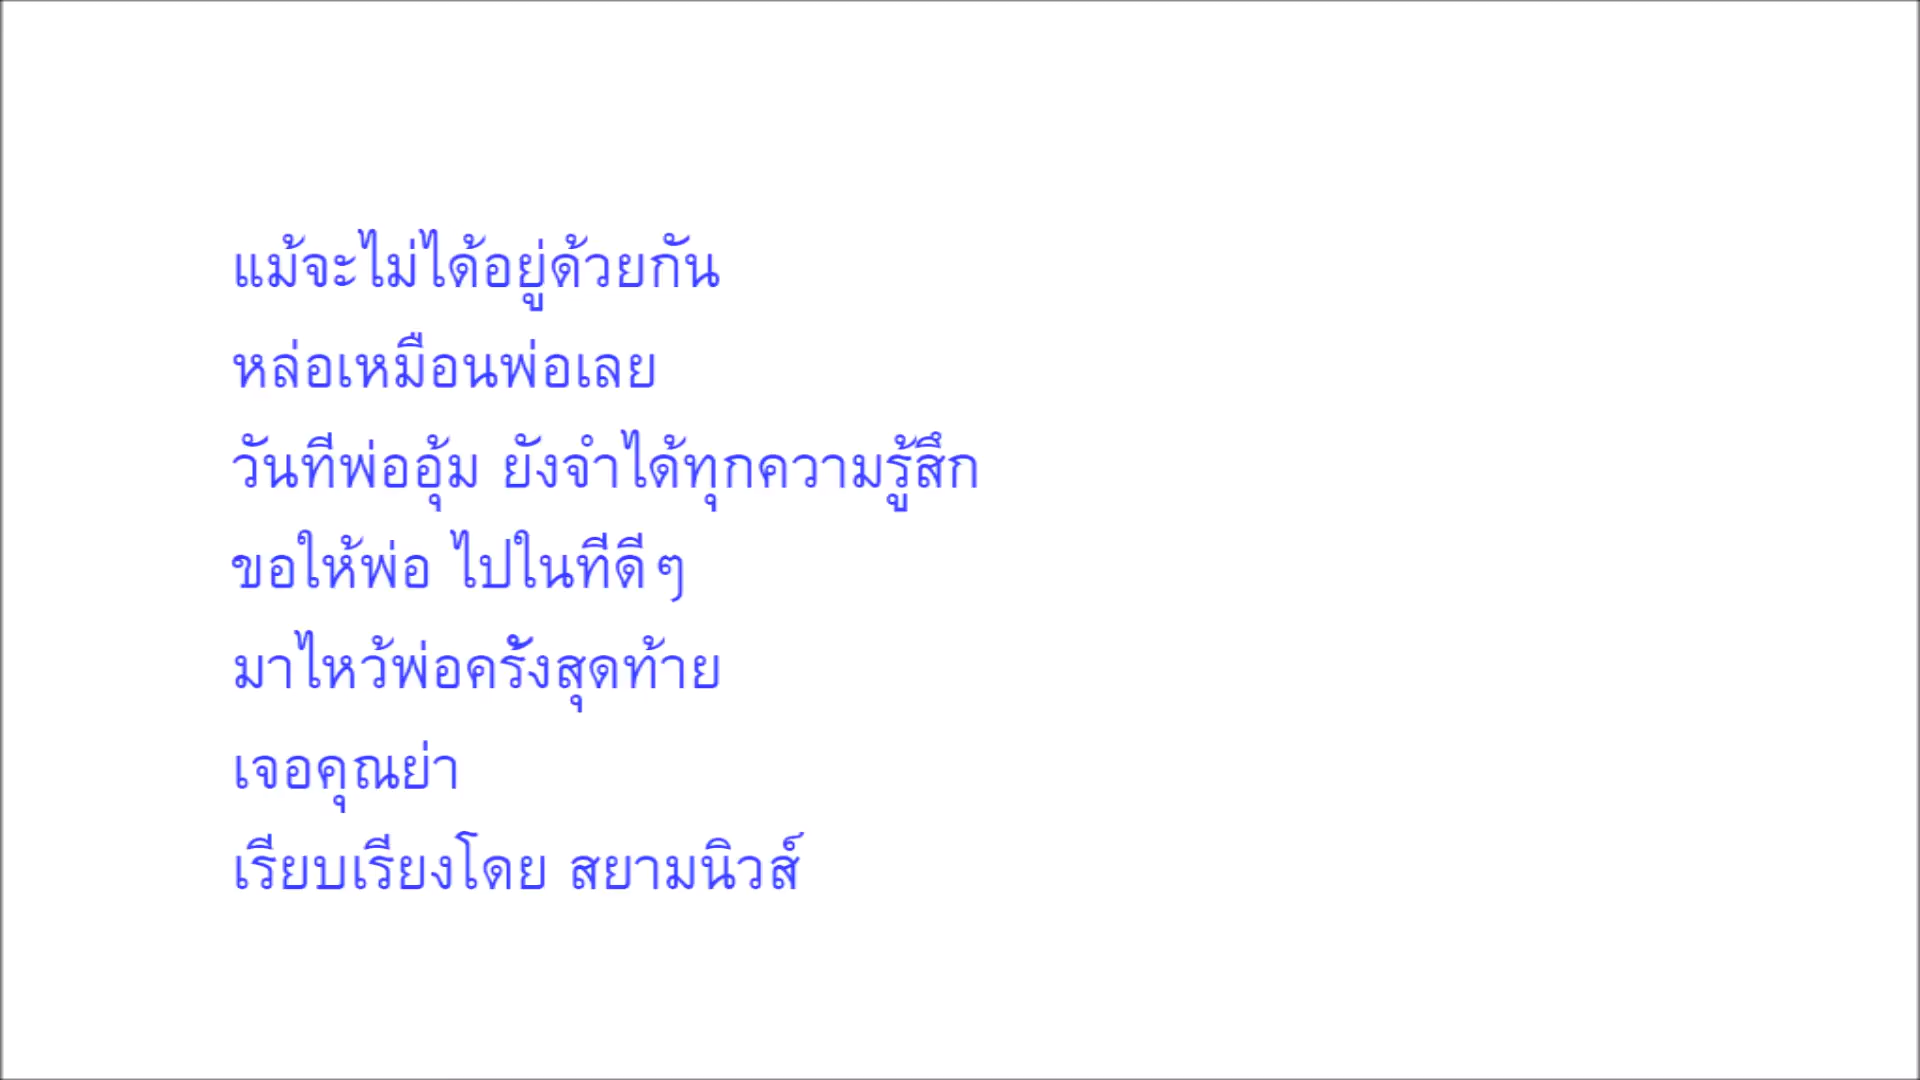 แม้จะไม่ได้อยู่ด้วยกัน
หล่อเหมือนพ่อเลย
วันที่พ่ออุ้ม ยังจำได้ทุกความรู้สึก
ขอให้พ่อ ไปในที่ดีๆ
มาไหว้พ่อครั้งสุดท้าย
เจอคุณย่า
เรียบเรียงโดย สยามนิวส์